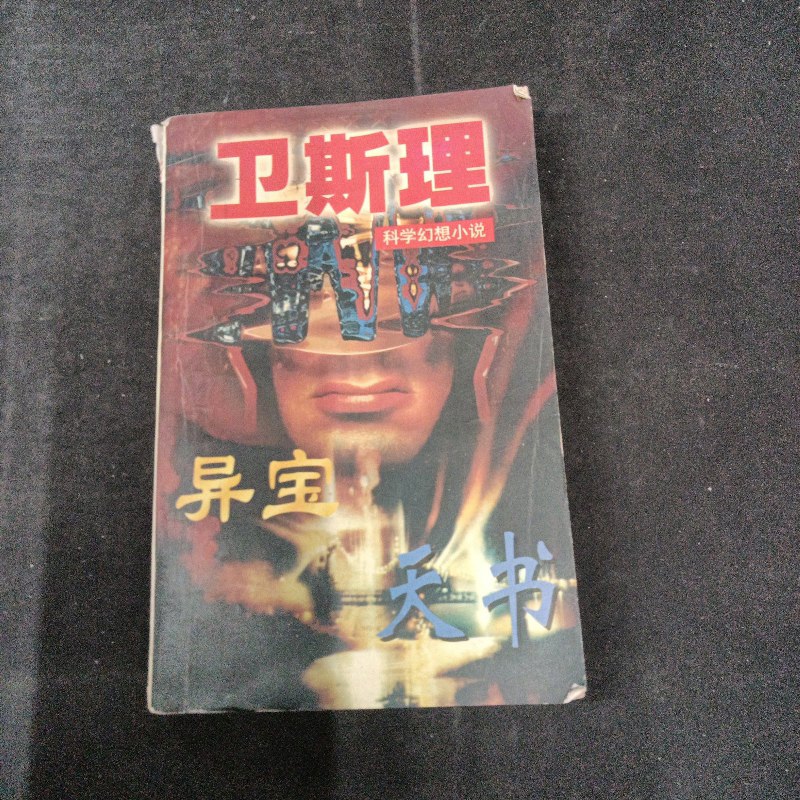 卫斯理
科学幻想小说
异宝
天书